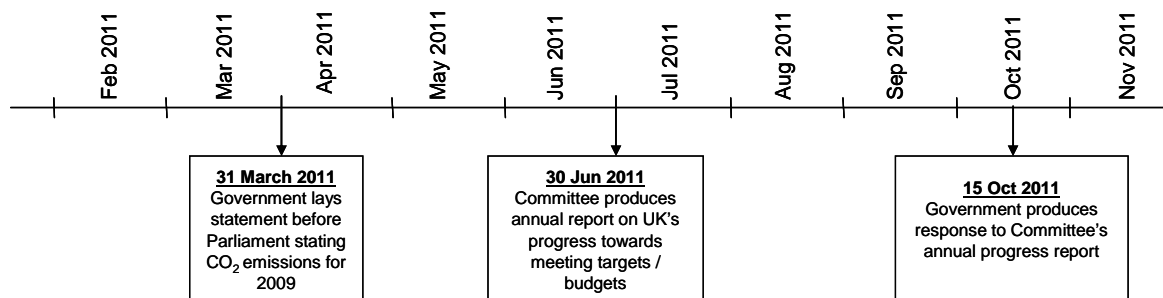 Feb 2011
Mar 2011
Apr 2011
May 2011
Jun 2011
Jul 2011
Aug 2011
Sep 2011
Oct 2011
Nov 2011
31 March 2011
Government lays
statement before
Parliament stating
CO₂ emissions for
2009
30 Jun 2011
Committee produces
annual report on UK's
progress towards
meeting targets /
budgets
15 Oct 2011
Government produces
response to Committee's
annual progress report